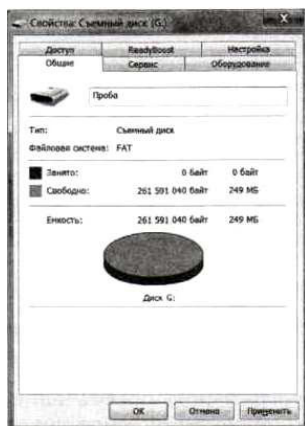 Свойства: Съемный диск (G:)
Доступ ReadyBoost Настройка
Общие Сервис Оборудование
Проба
Тип: Съемный диск
Файловая система: FAT
Занято: 0 байт 0 байт
Свободно: 261 591 040 байт 249 МБ
Емкость: 261 591 040 байт 249 МБ
Диск G:
ОК Отмена Применить